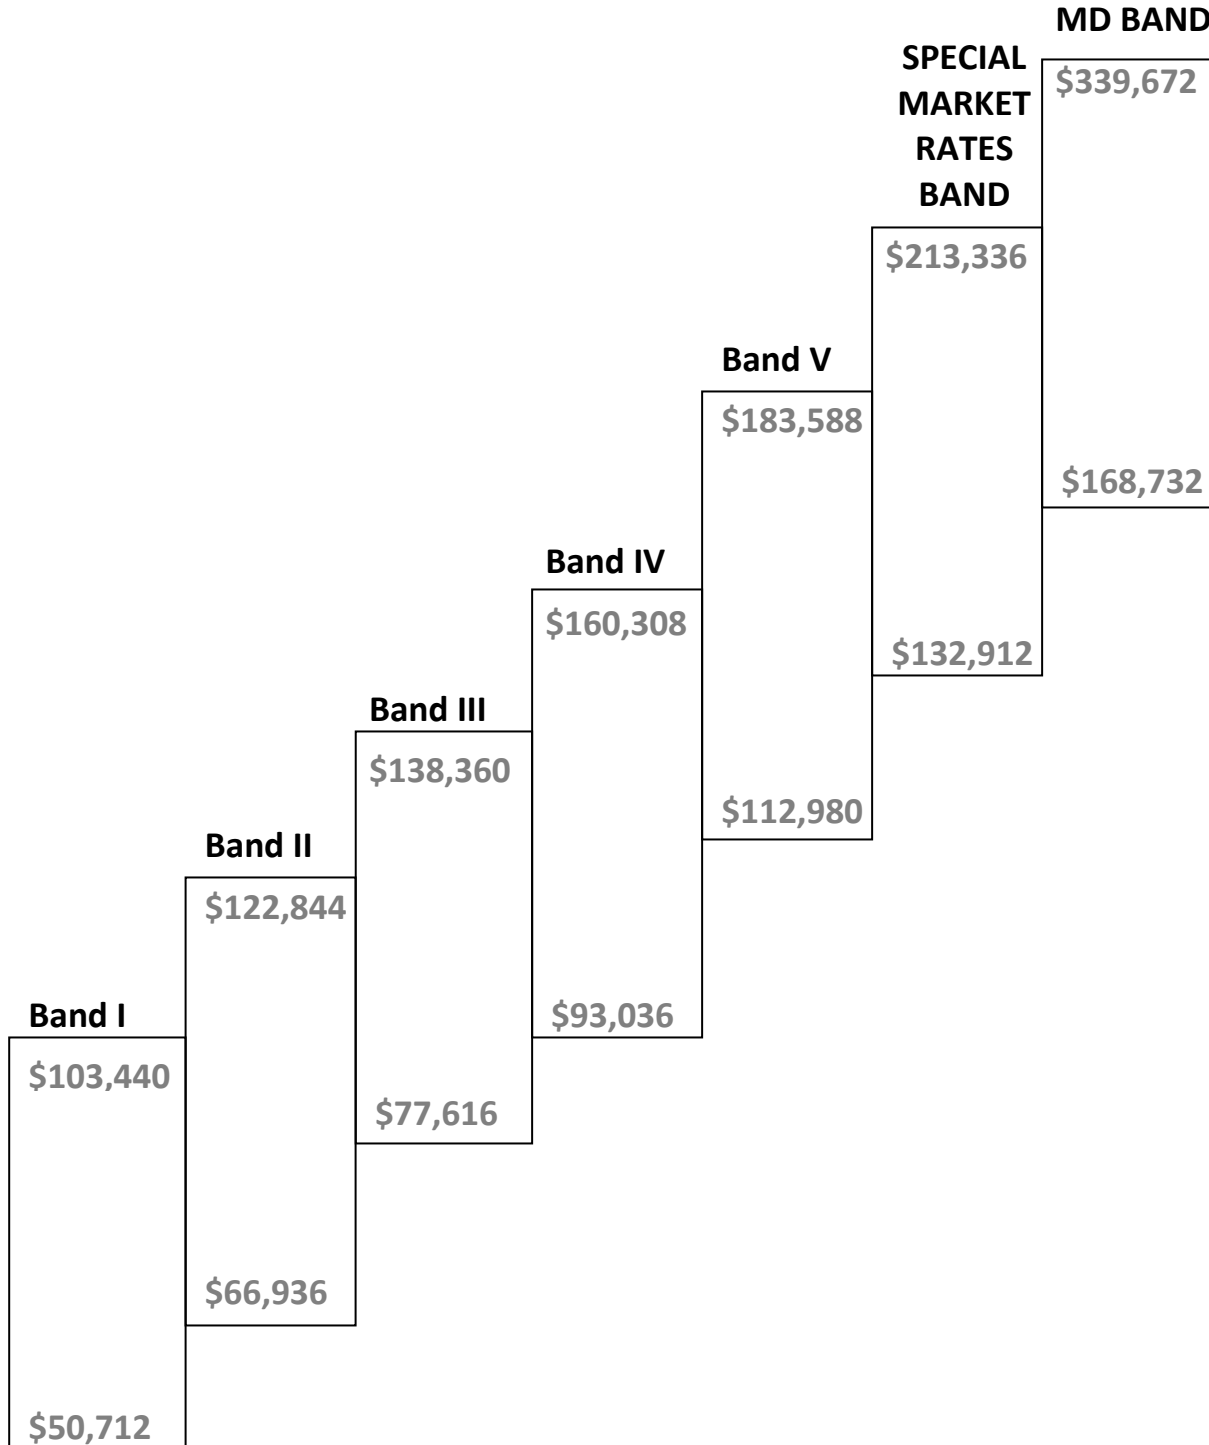 MD BAND
$339,672
$168,732
SPECIAL
MARKET
RATES
BAND
$213,336
$132,912
Band V
$183,588
$112,980
Band IV
$160,308
$93,036
Band III
$138,360
$77,616
Band II
$122,844
$66,936
Band I
$103,440
$50,712